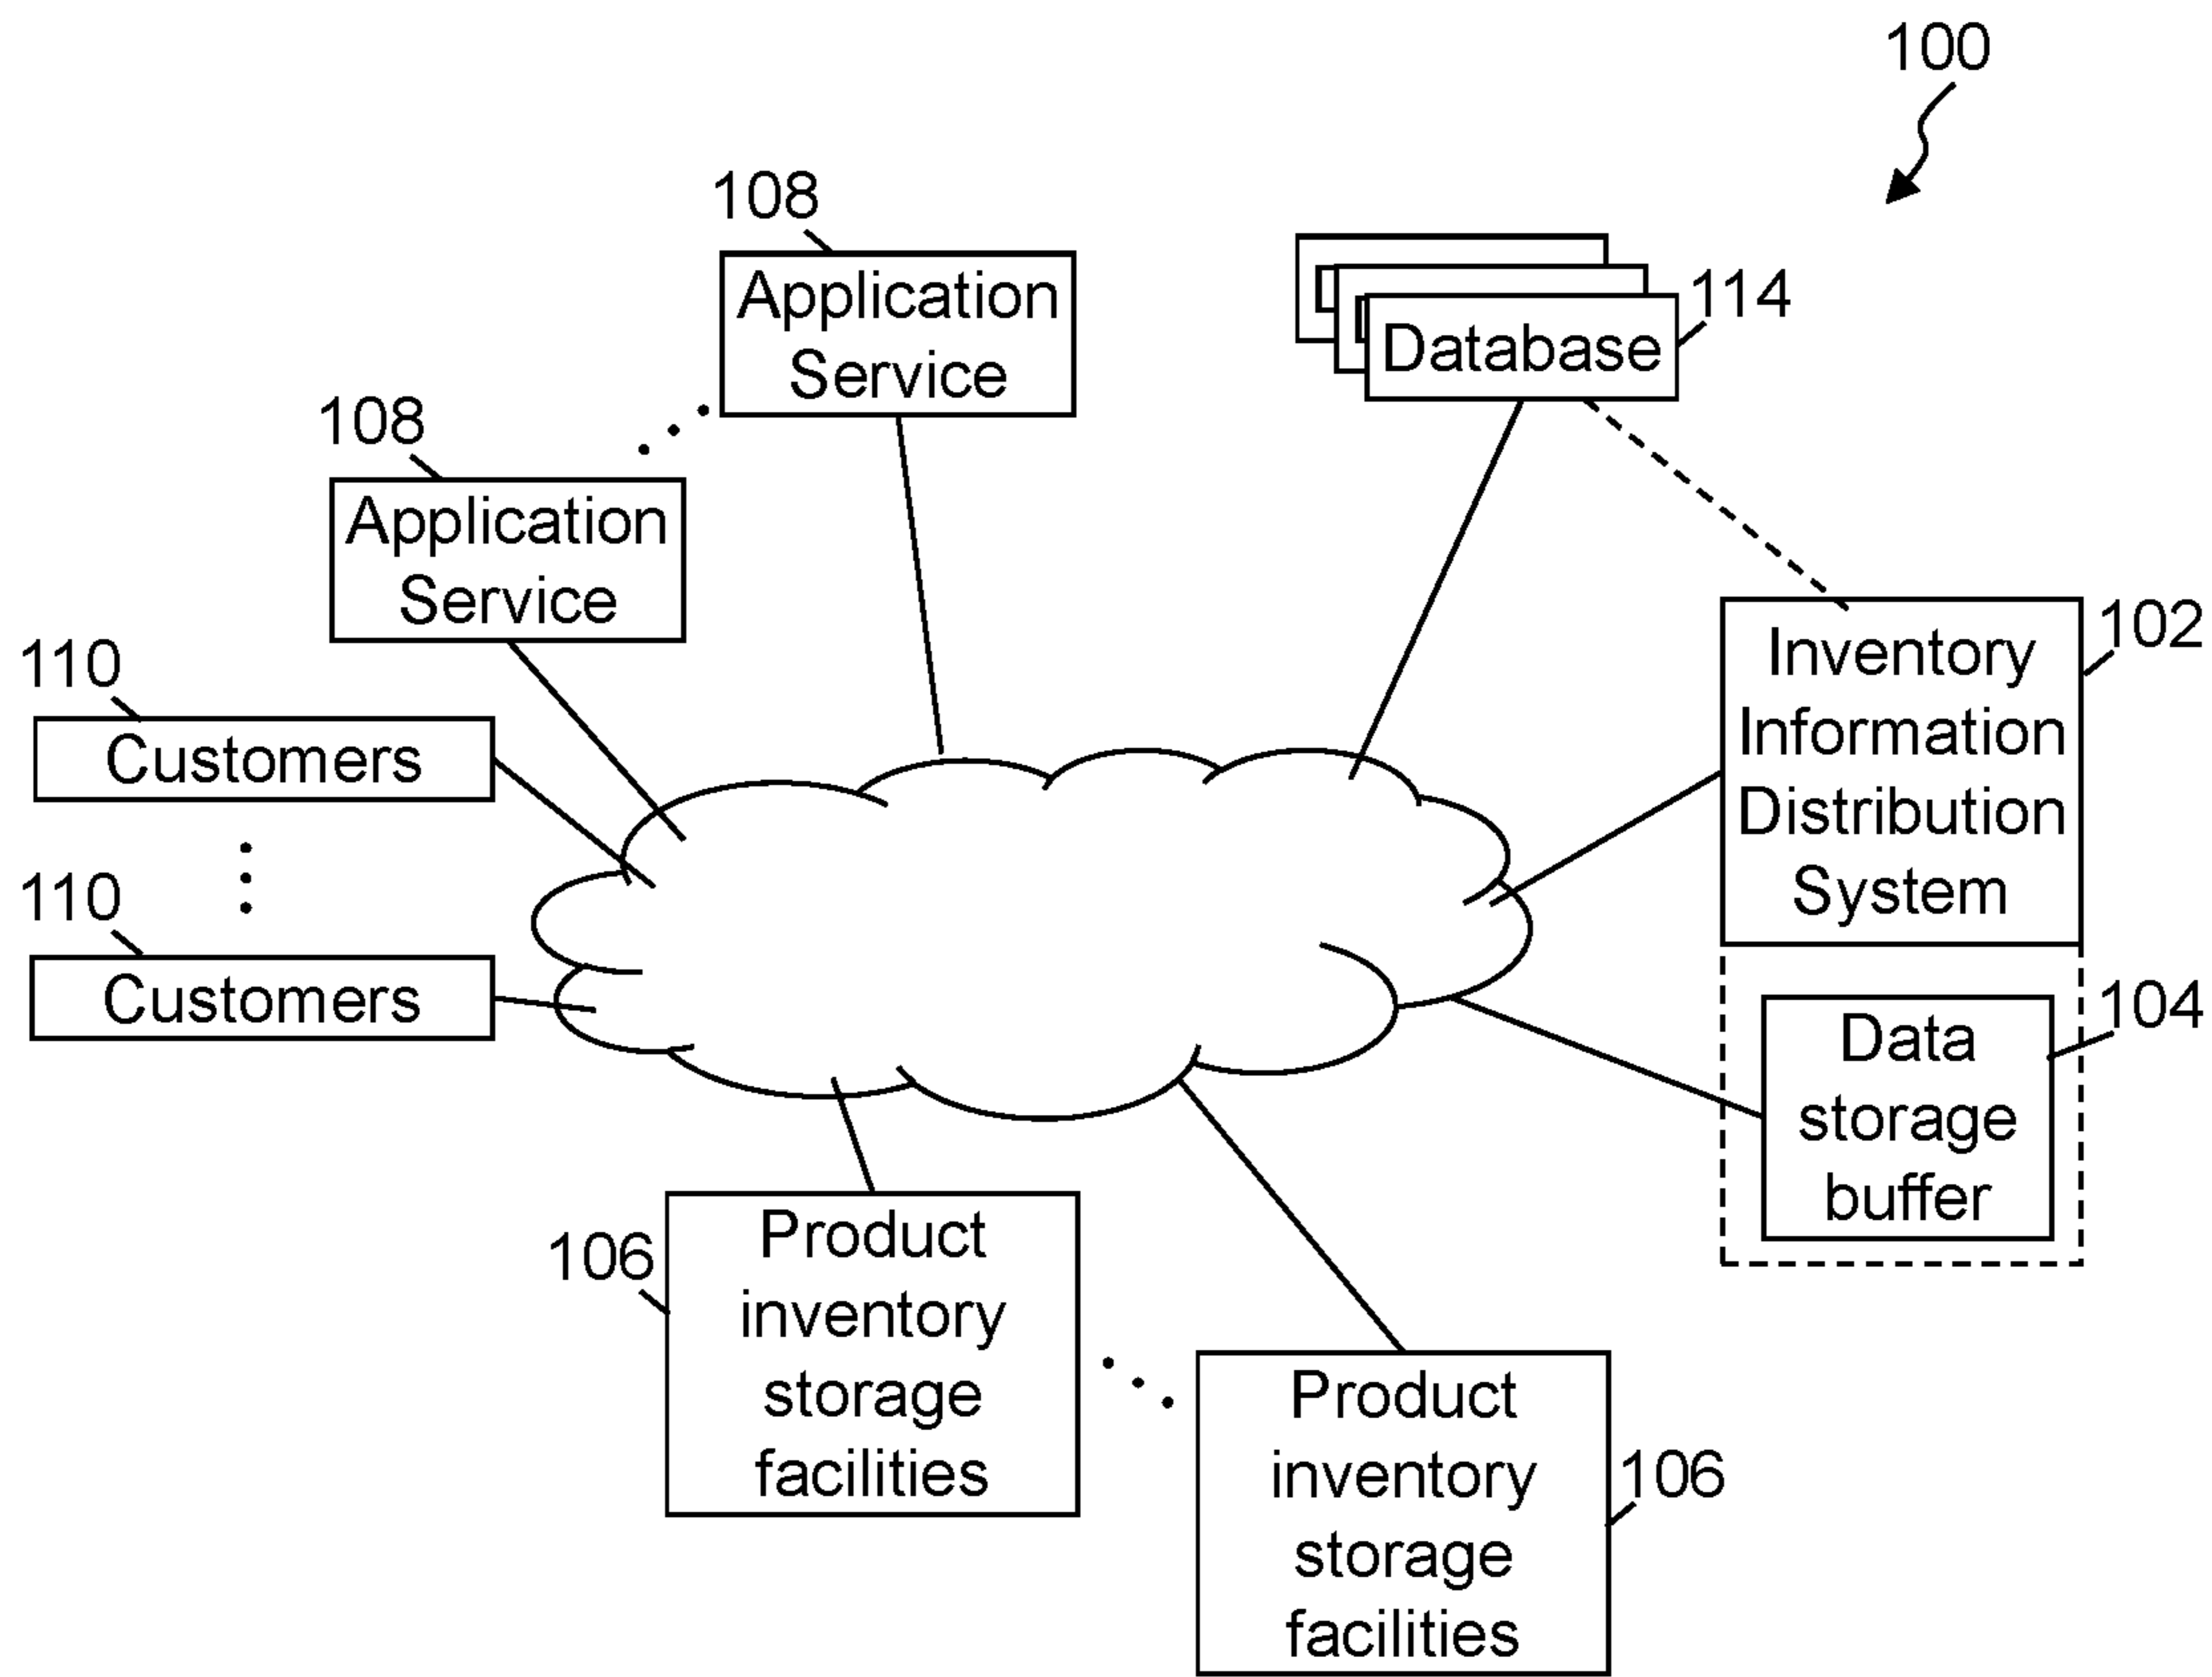 100
108
Application
Service
114
Database
108
Application
Service
102
Inventory
Information
Distribution
System
110
Customers
110
Customers
104
Data
storage
buffer
106
Product
inventory
storage
facilities
106
Product
inventory
storage
facilities